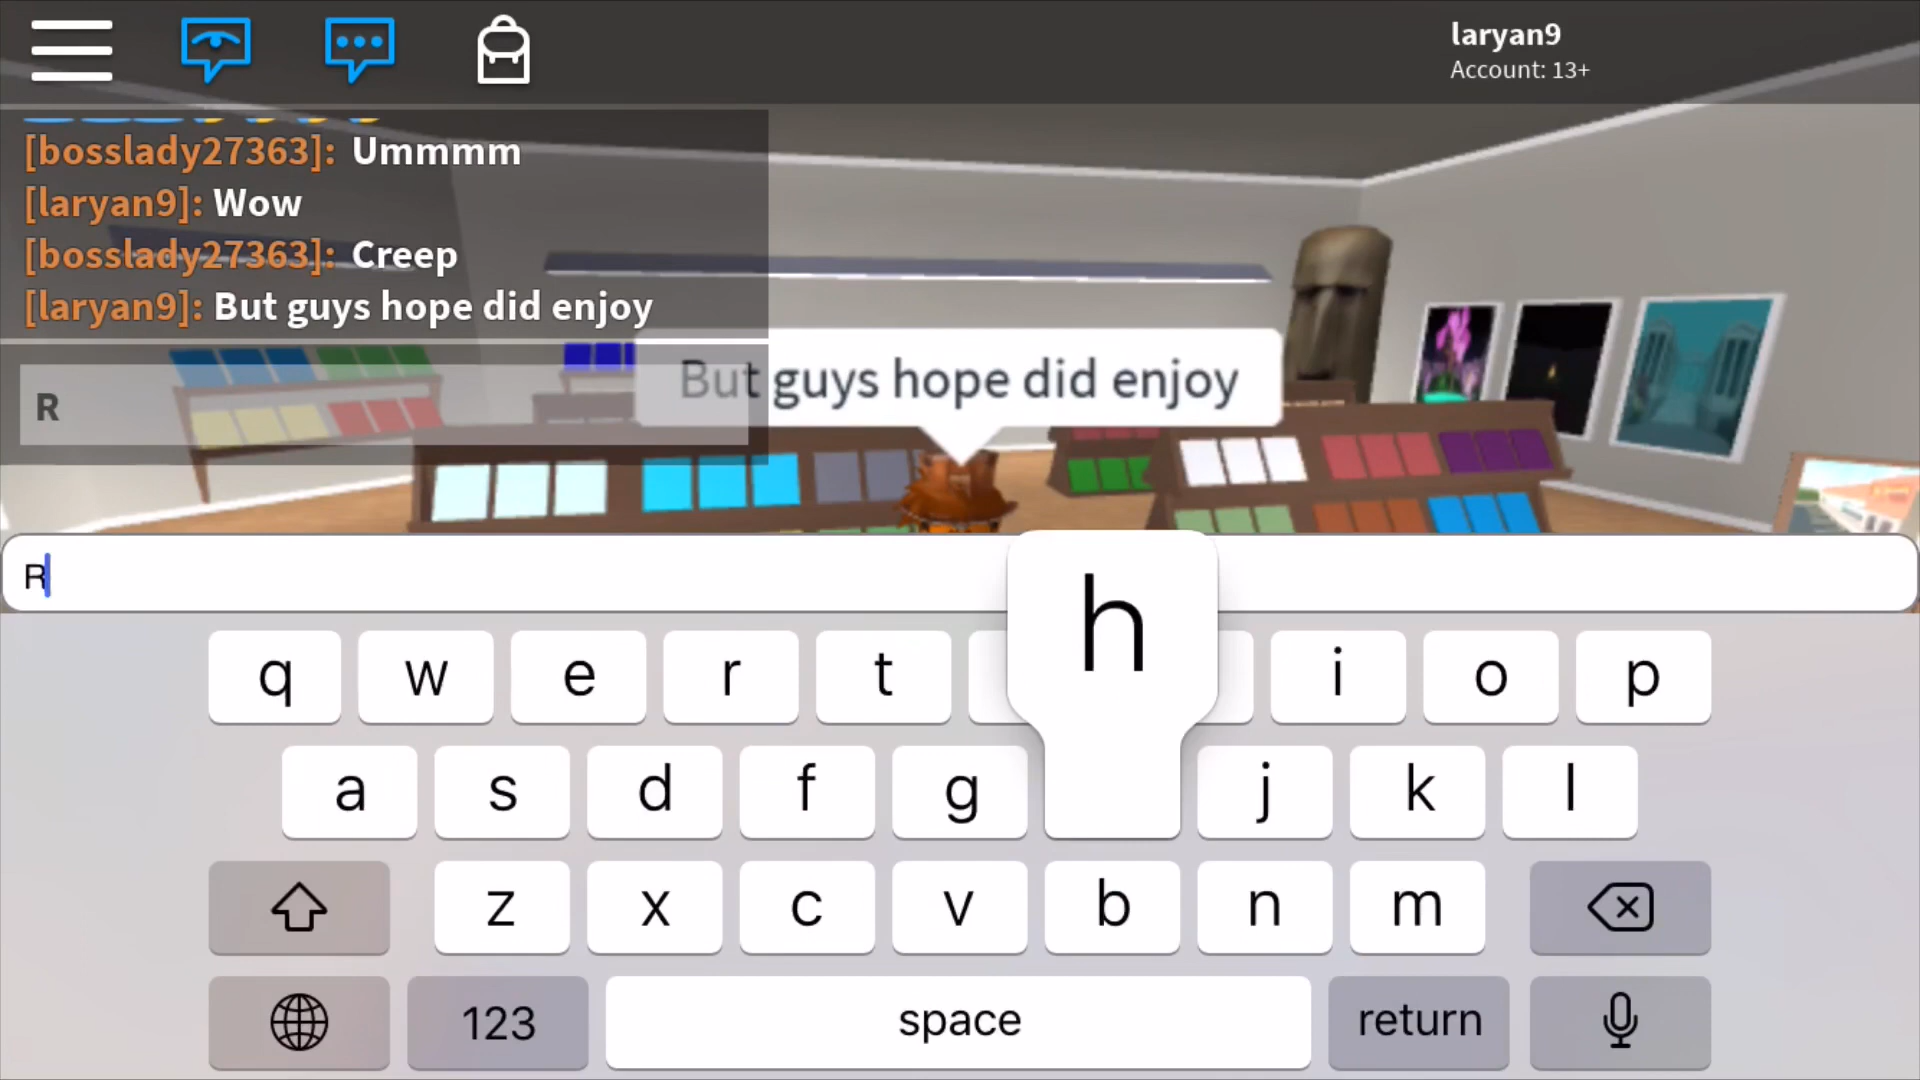 laryan9
Account: 13+
[bosslady27363]: Ummmm
[laryan9]: Wow
[bosslady27363]: Creep
[laryan9]: But guys hope did enjoy
But guys hope did enjoy
R
R
h
q w e r t i o p
a s d f g j k l
z x c v b n m
123 space return